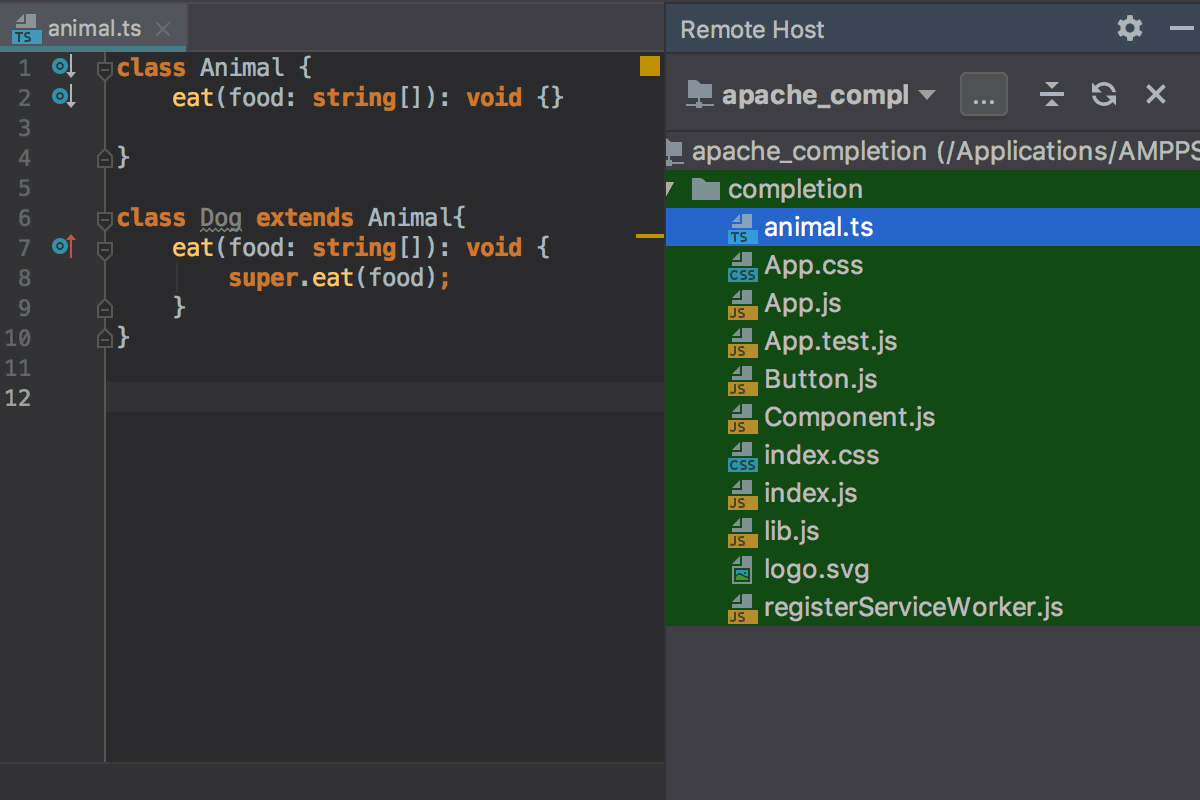 animal.ts
1 class Animal {
2 eat(food: string[]): void {}
3
4 }
5
6 class Dog extends Animal{
7 eat(food: string[]): void {
8 super.eat(food);
9 }
10 }
11
12
Remote Host
apache_compl ...
apache_completion (/Applications/AMPPS
completion
TS animal.ts
CSS App.css
JS App.js
JS App.test.js
JS Button.js
JS Component.js
CSS index.css
JS index.js
JS lib.js
logo.svg
JS registerServiceWorker.js